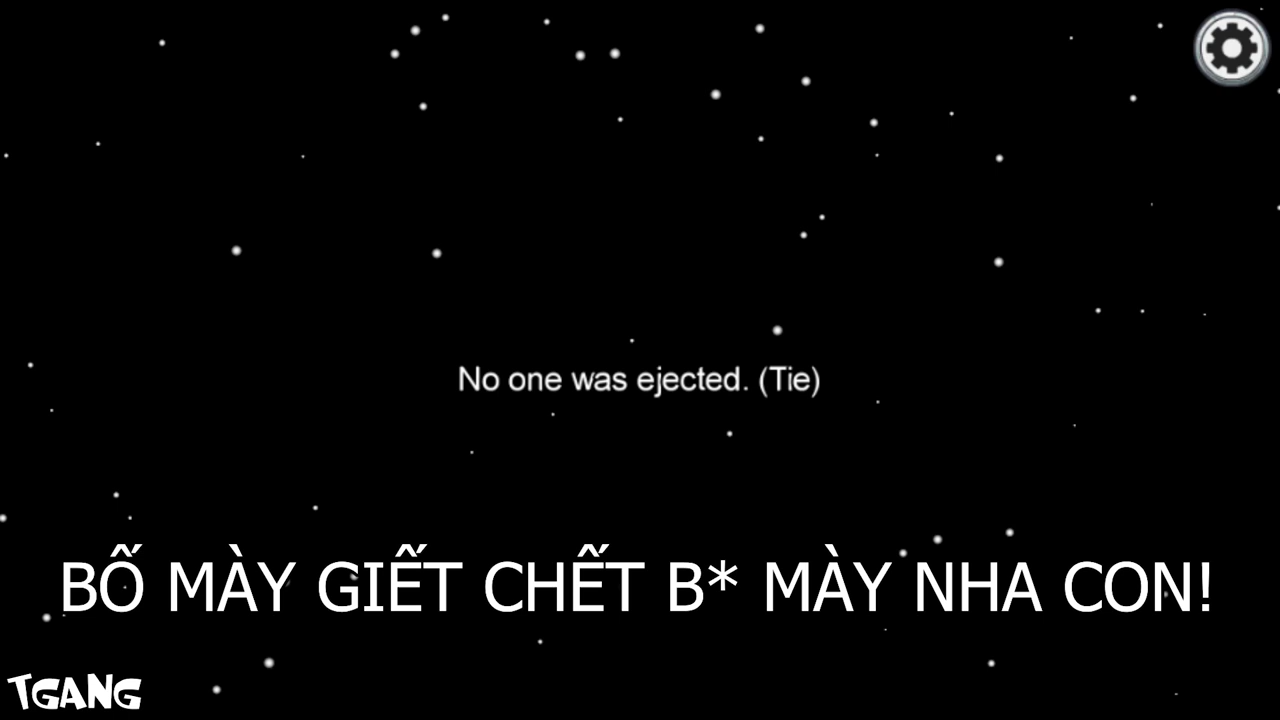 No one was ejected. (Tie)
BỐ MÀY GIẾT CHẾT B* MÀY NHA CON!
TGANG